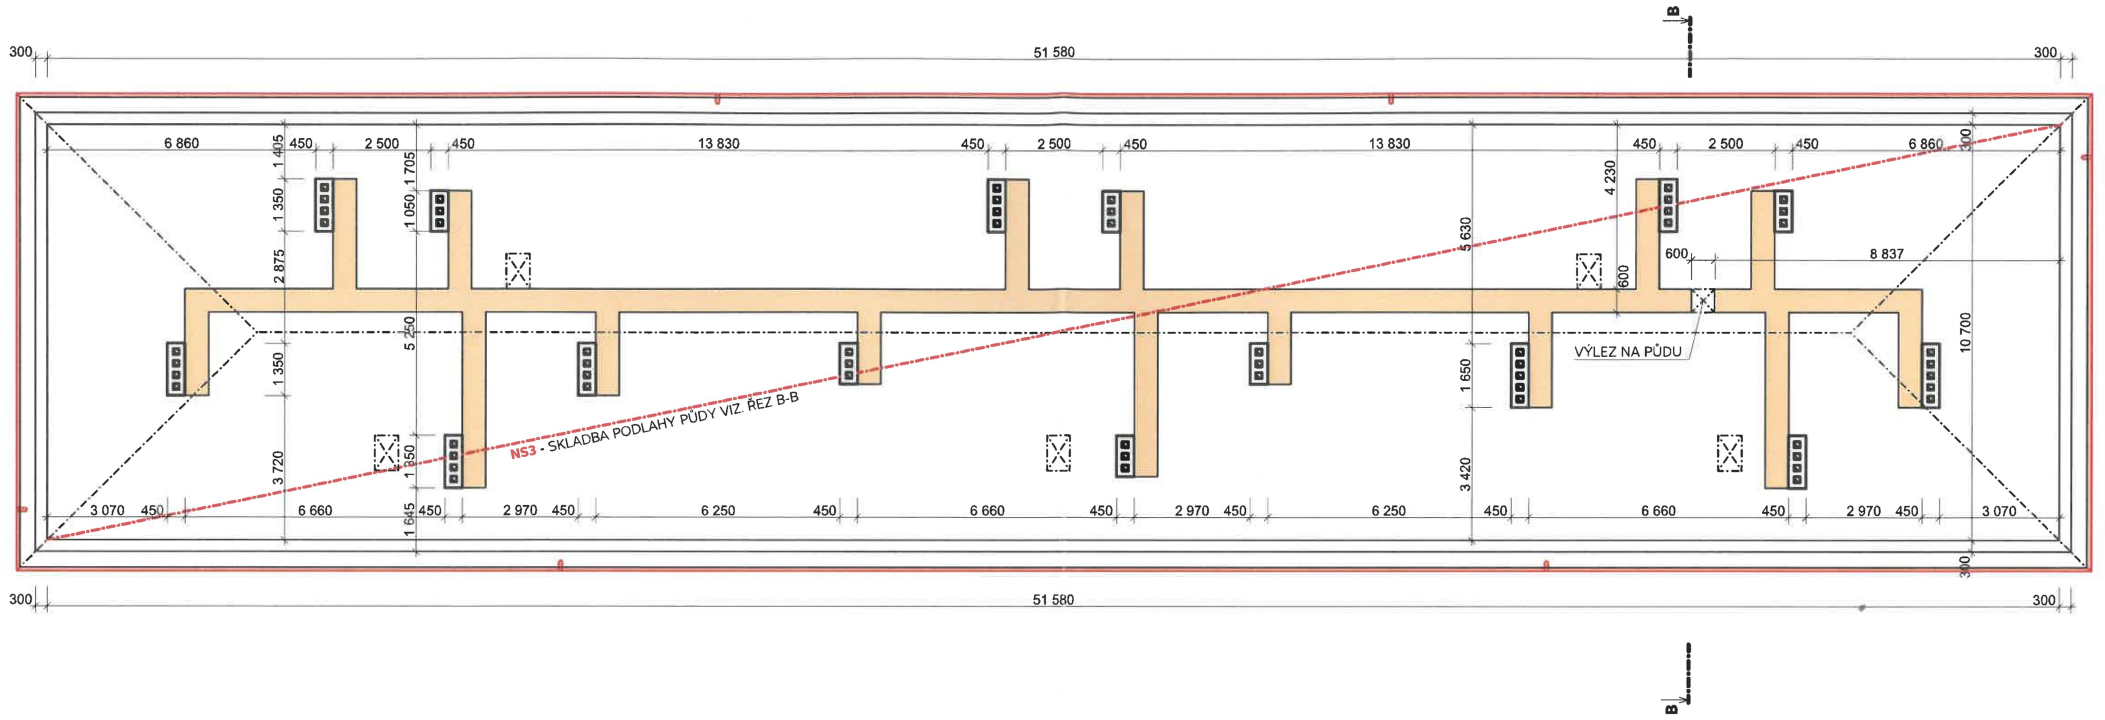 B
300 51 580 300
6 860 450 2 500 450 13 830 450 2 500 450 13 830 450 2 500 450 6 860
1 405
1 705
1 350
1 050
2 875
5 250
1 350
3 720
1 350
1 645
5 630
4 230
300
600
600
8 837
10 700
1 650
3 420
300
VÝLEZ NA PŮDU
NS3 - SKLADBA PODLAHY PŮDY VIZ. ŘEZ B-B
3 070 450 6 660 450 2 970 450 6 250 450 6 660 450 2 970 450 6 250 450 6 660 450 2 970 450 3 070
300 51 580 300
B